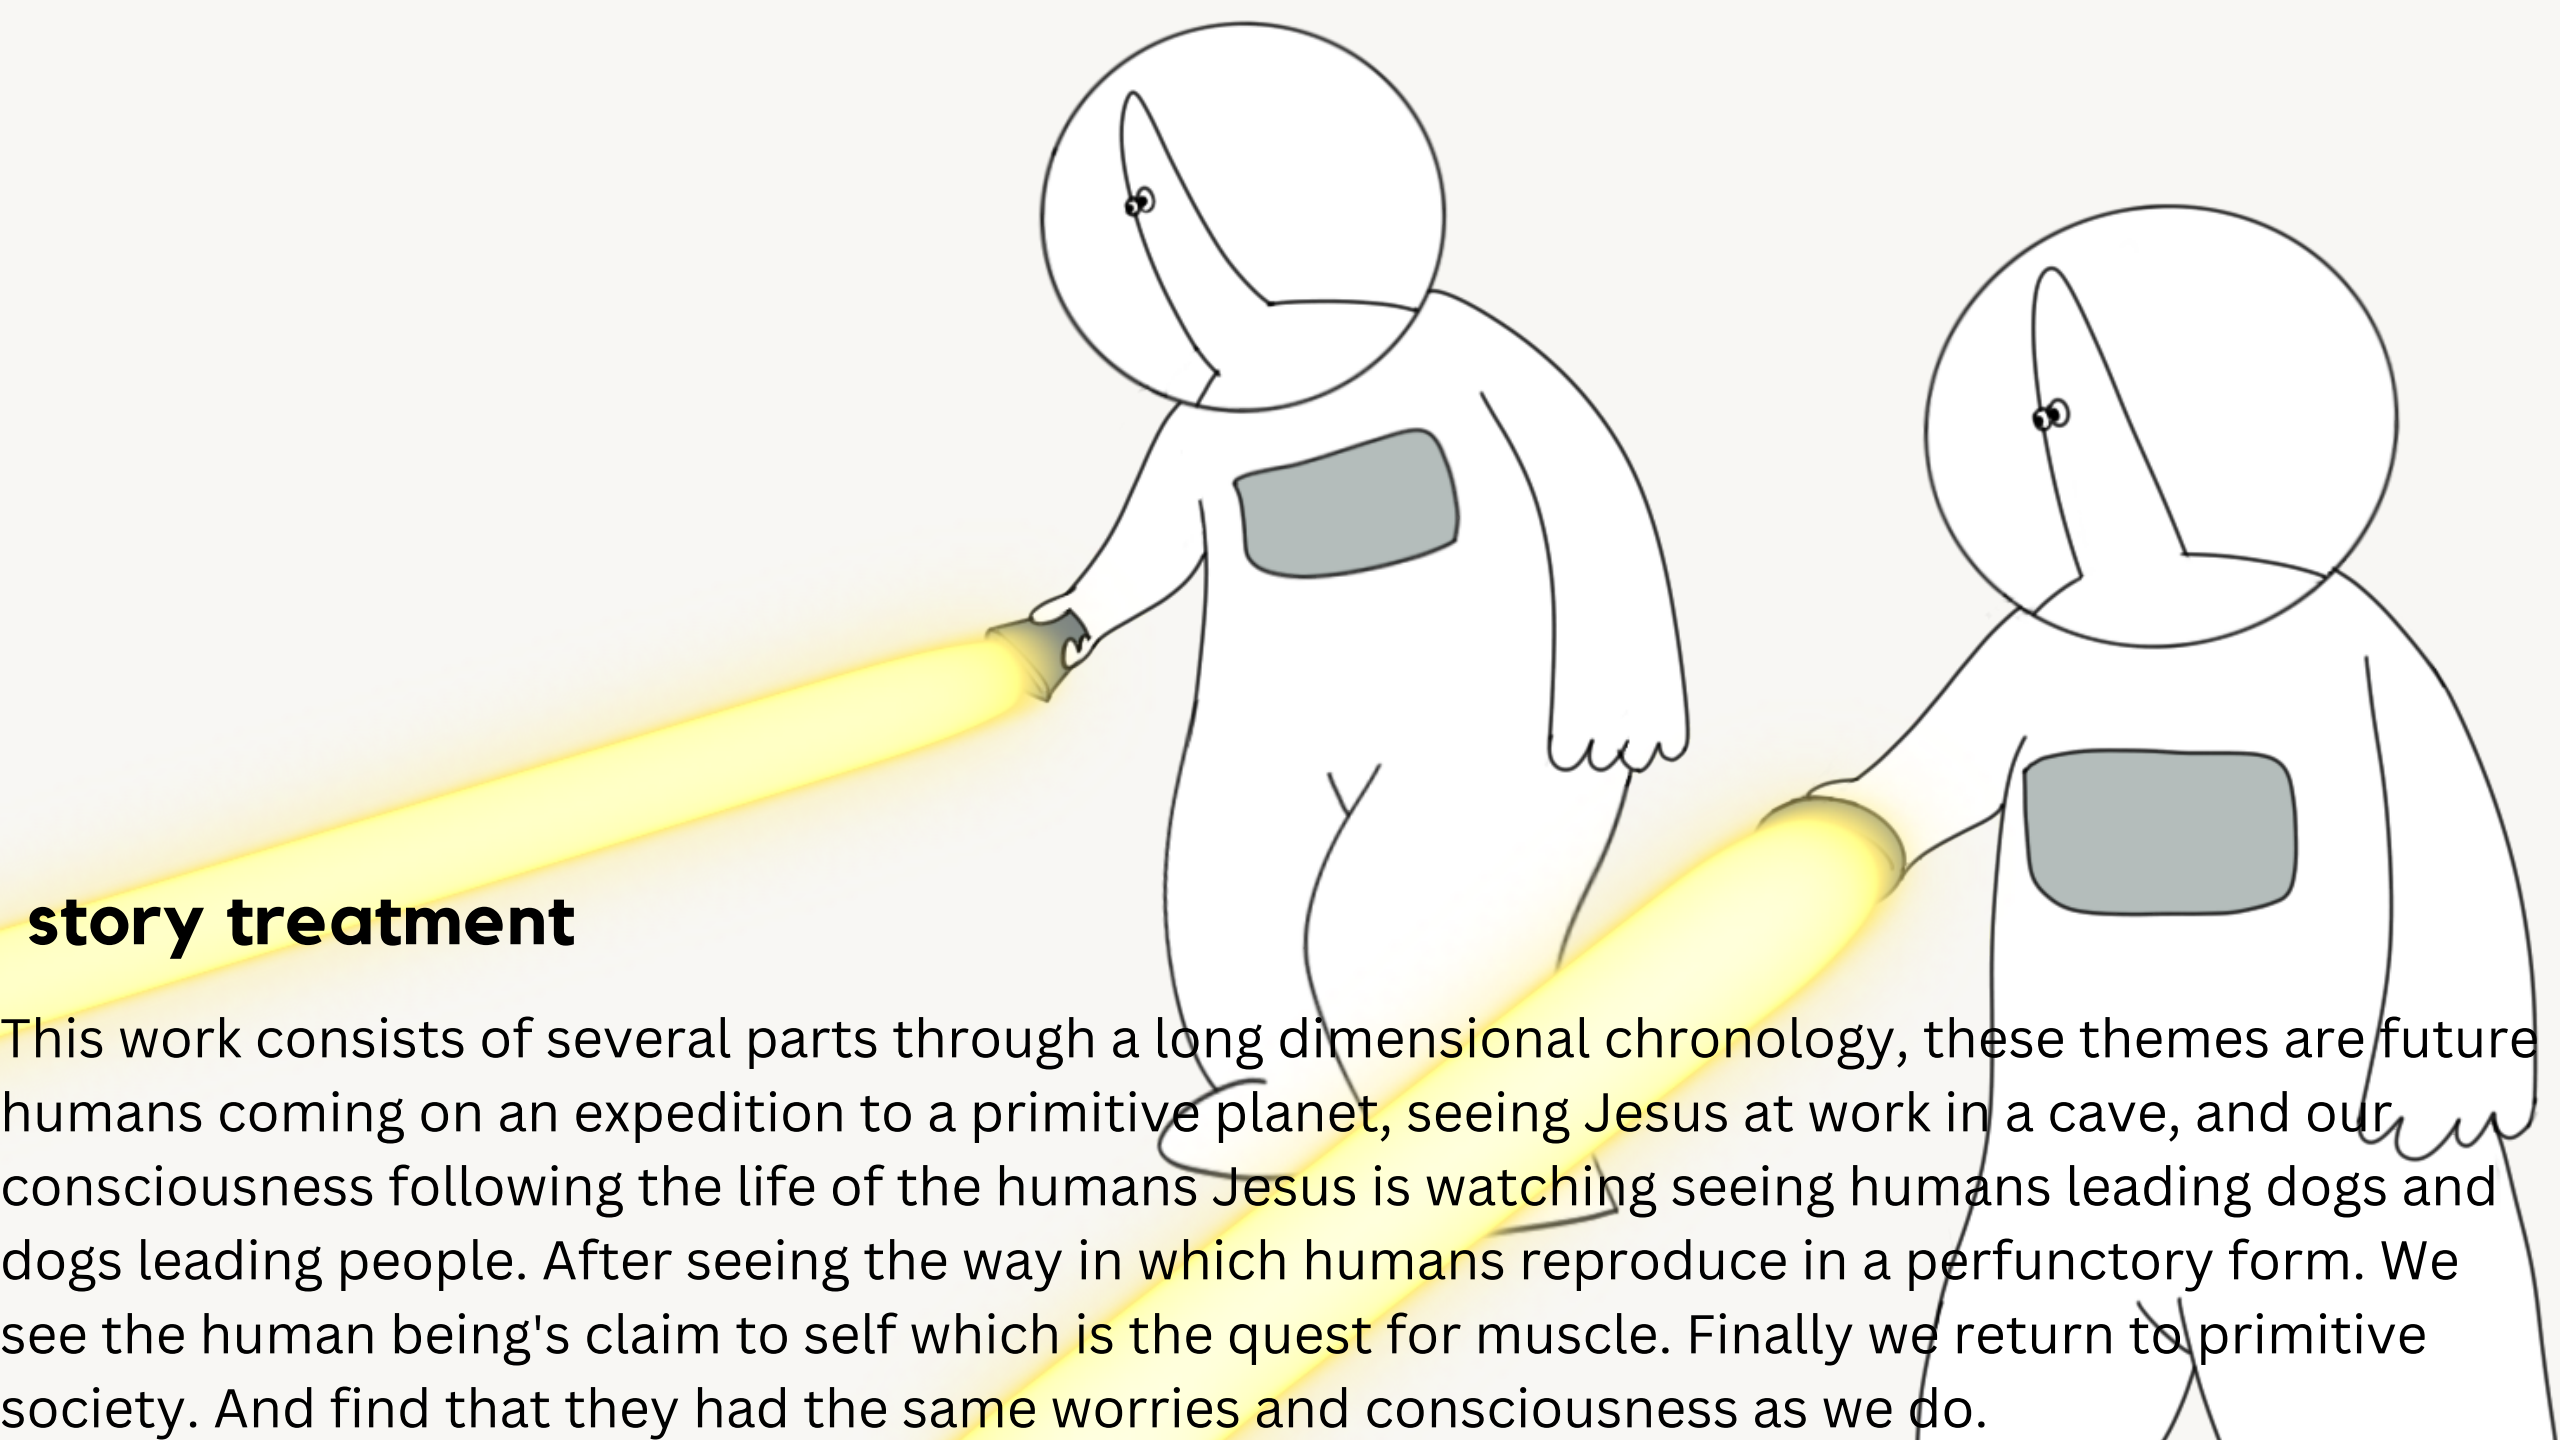 story treatment
This work consists of several parts through a long dimensional chronology, these themes are future
humans coming on an expedition to a primitive planet, seeing Jesus at work in a cave, and our
consciousness following the life of the humans Jesus is watching seeing humans leading dogs and
dogs leading people. After seeing the way in which humans reproduce in a perfunctory form. We
see the human being's claim to self which is the quest for muscle. Finally we return to primitive
society. And find that they had the same worries and consciousness as we do.